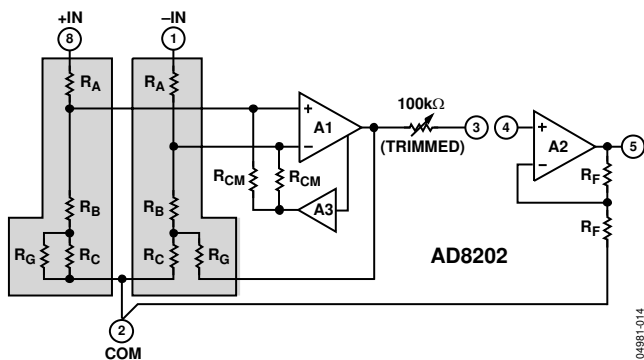 +IN
–IN
8
1
RA
RA
100kΩ
+
A1
–
3
4
+
A2
–
5
(TRIMMED)
RCM
RCM
RF
A3
RB
RB
RF
RG
RC
RC
RG
AD8202
2
COM
04981-014